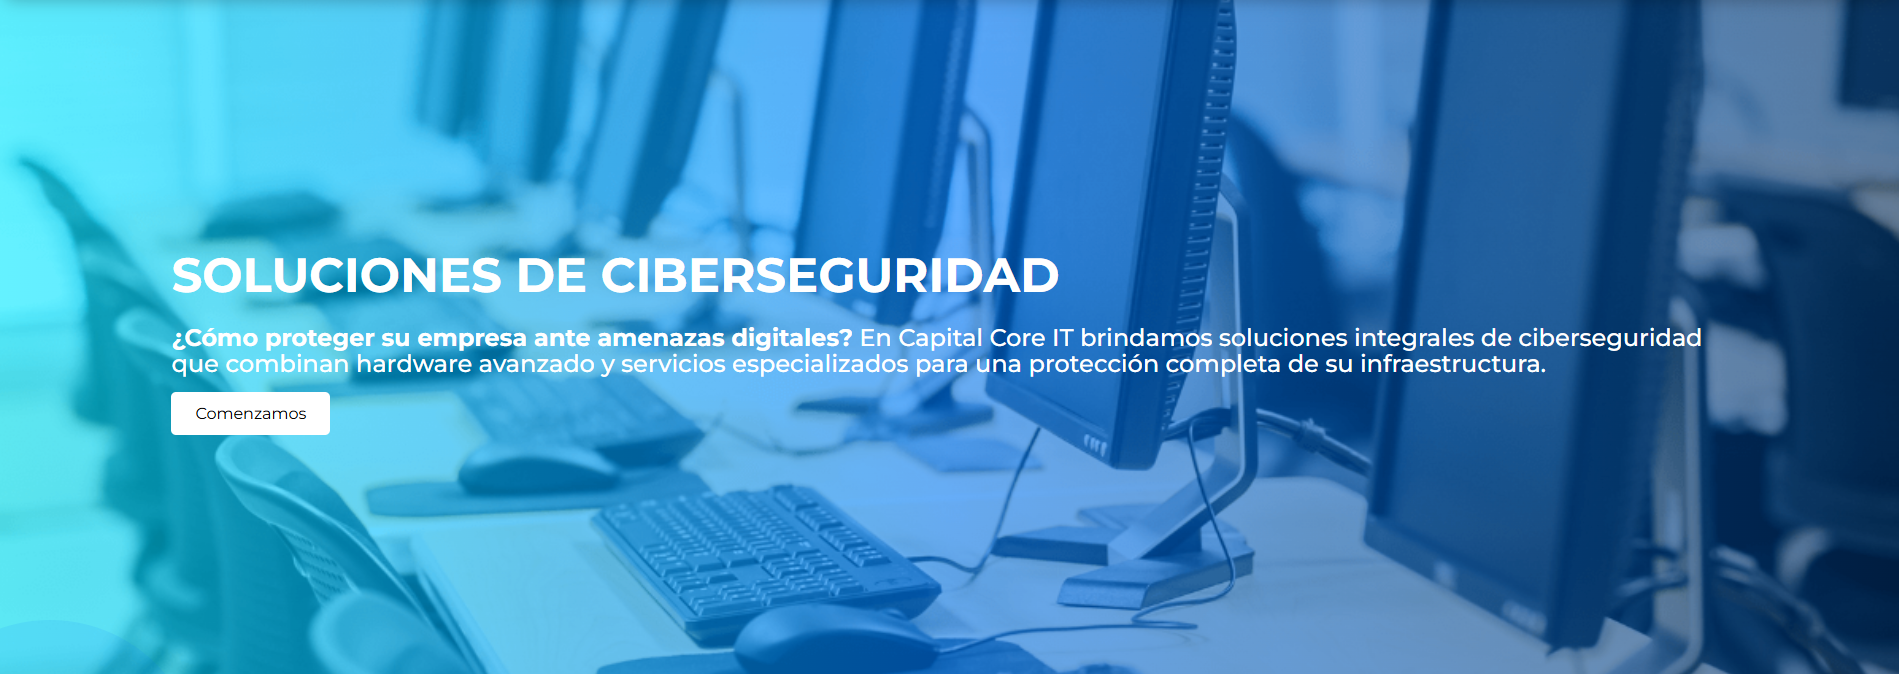 SOLUCIONES DE CIBERSEGURIDAD
¿Cómo proteger su empresa ante amenazas digitales? En Capital Core IT brindamos soluciones integrales de ciberseguridad
que combinan hardware avanzado y servicios especializados para una protección completa de su infraestructura.
Comenzamos